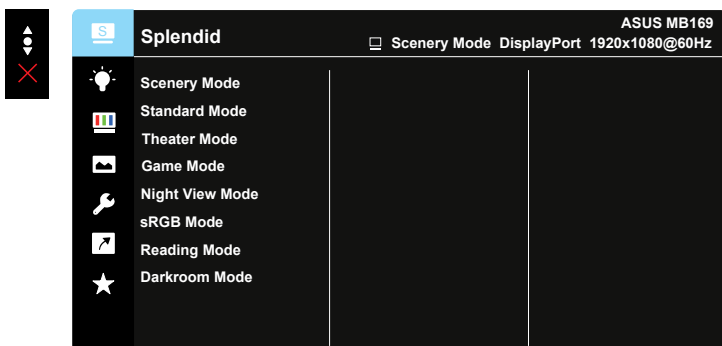 S
Splendid
ASUS MB169
Scenery Mode DisplayPort 1920x1080@60Hz
Scenery Mode
Standard Mode
Theater Mode
Game Mode
Night View Mode
sRGB Mode
Reading Mode
Darkroom Mode